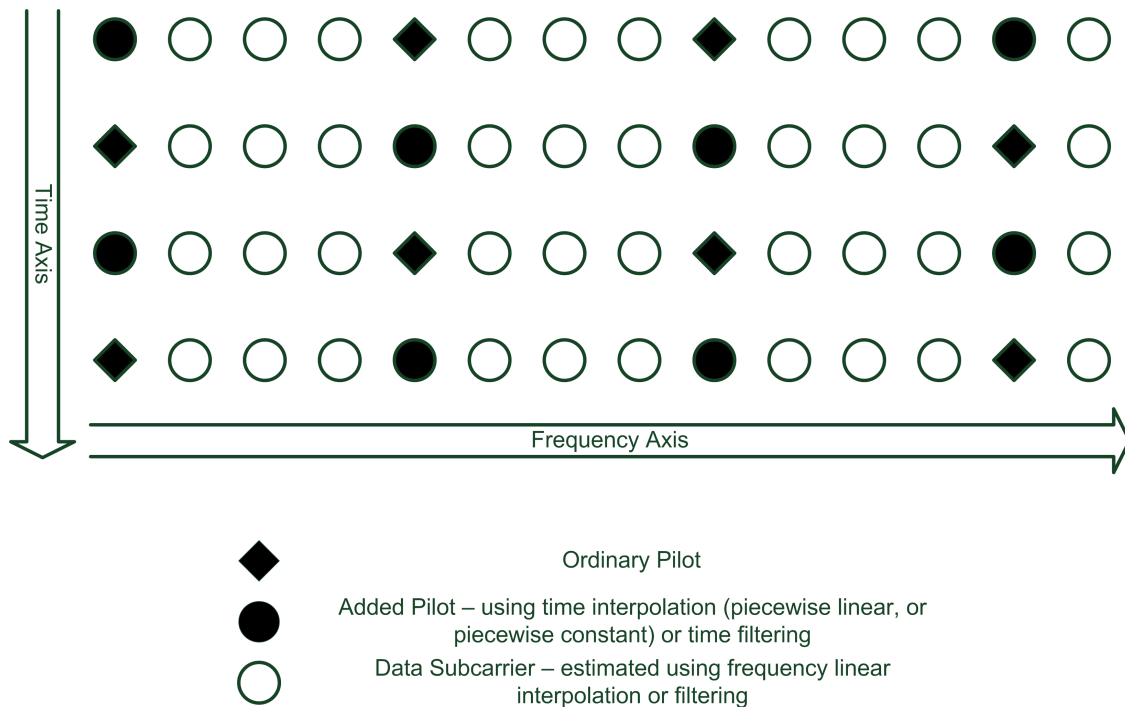 Time Axis
Frequency Axis
Ordinary Pilot
Added Pilot – using time interpolation (piecewise linear, or
piecewise constant) or time filtering
Data Subcarrier – estimated using frequency linear
interpolation or filtering